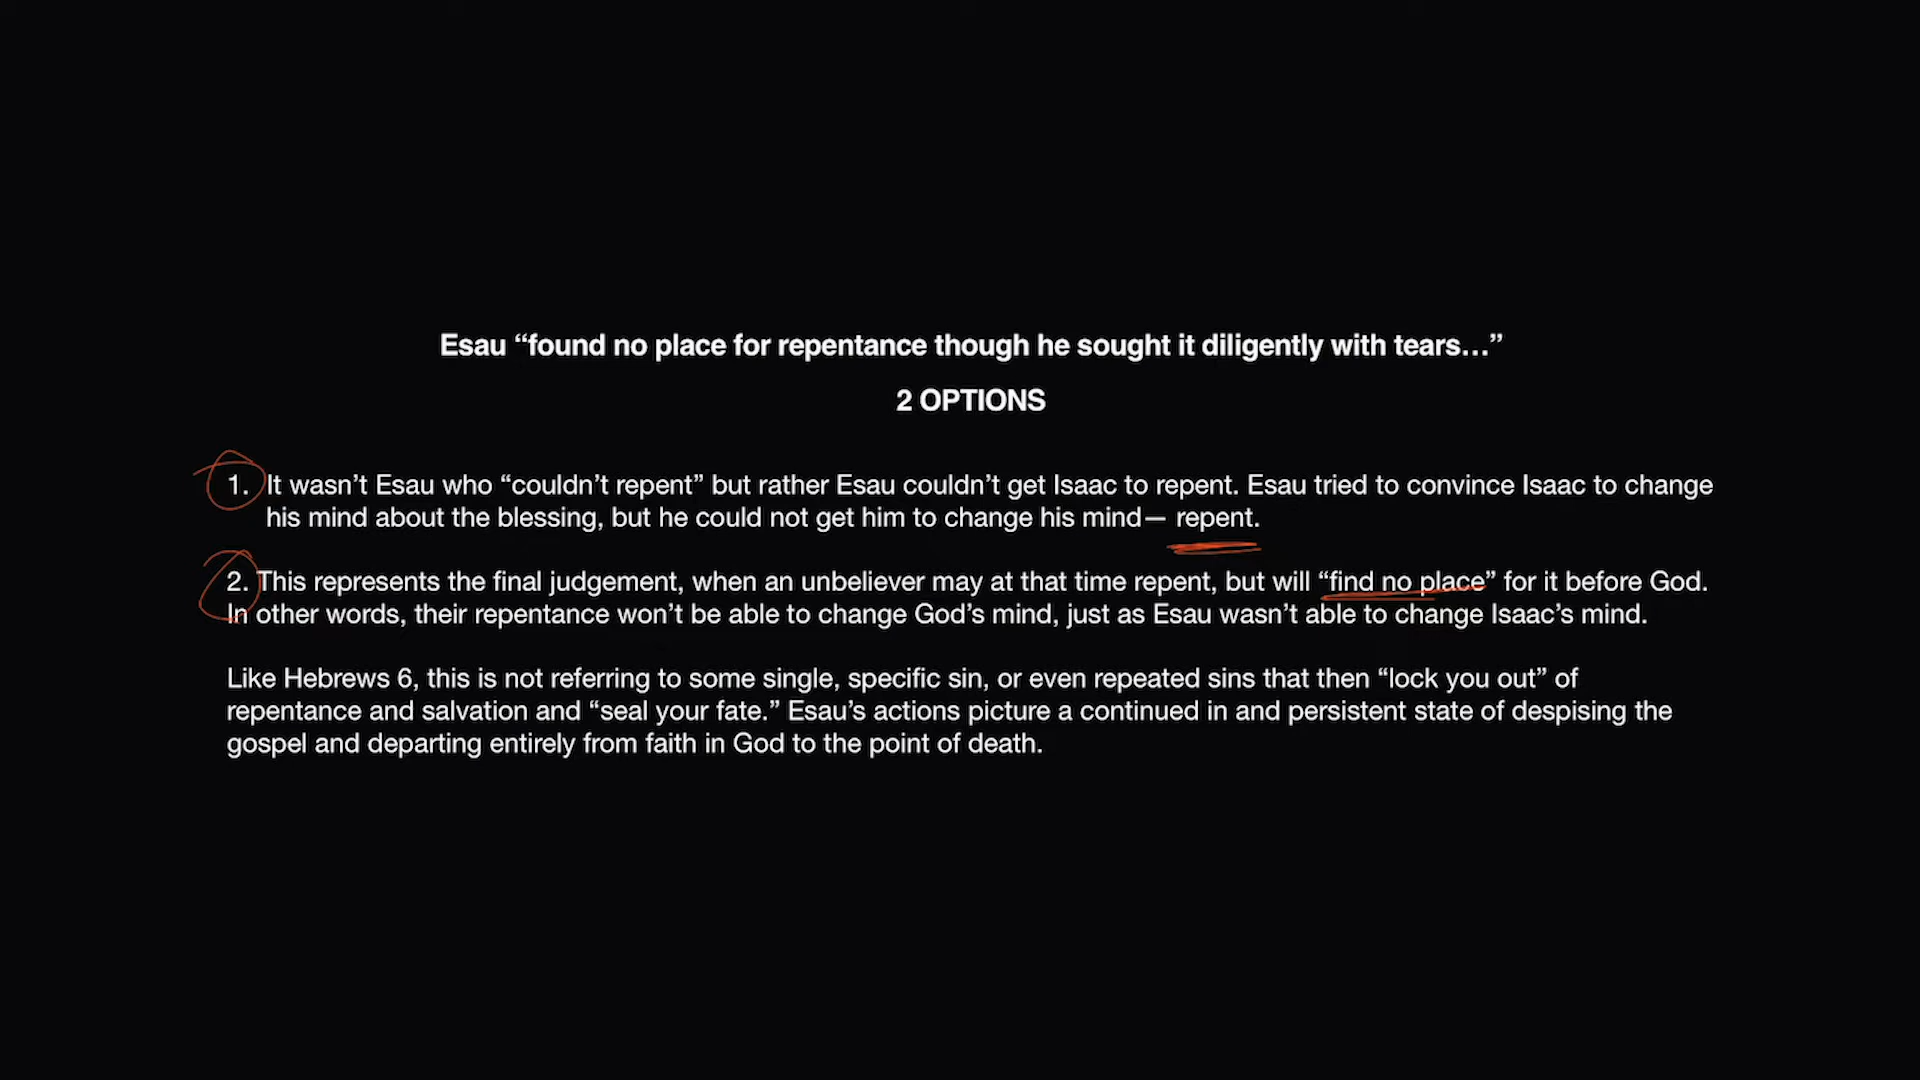 Esau “found no place for repentance though he sought it diligently with tears…”
2 OPTIONS
1. It wasn’t Esau who “couldn’t repent” but rather Esau couldn’t get Isaac to repent. Esau tried to convince Isaac to change
his mind about the blessing, but he could not get him to change his mind— repent.
2. This represents the final judgement, when an unbeliever may at that time repent, but will “find no place” for it before God.
In other words, their repentance won’t be able to change God’s mind, just as Esau wasn’t able to change Isaac’s mind.
Like Hebrews 6, this is not referring to some single, specific sin, or even repeated sins that then “lock you out” of
repentance and salvation and “seal your fate.” Esau’s actions picture a continued in and persistent state of despising the
gospel and departing entirely from faith in God to the point of death.